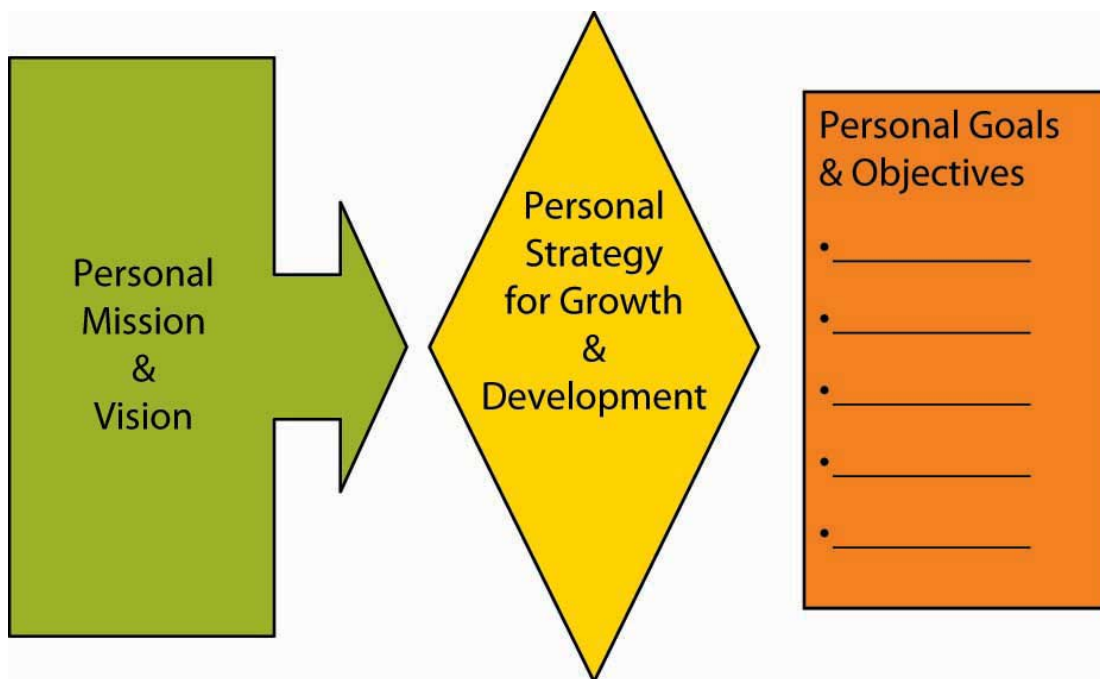 Personal
Mission
&
Vision
Personal
Strategy
for Growth
&
Development
Personal Goals
& Objectives
•
•
•
•
•